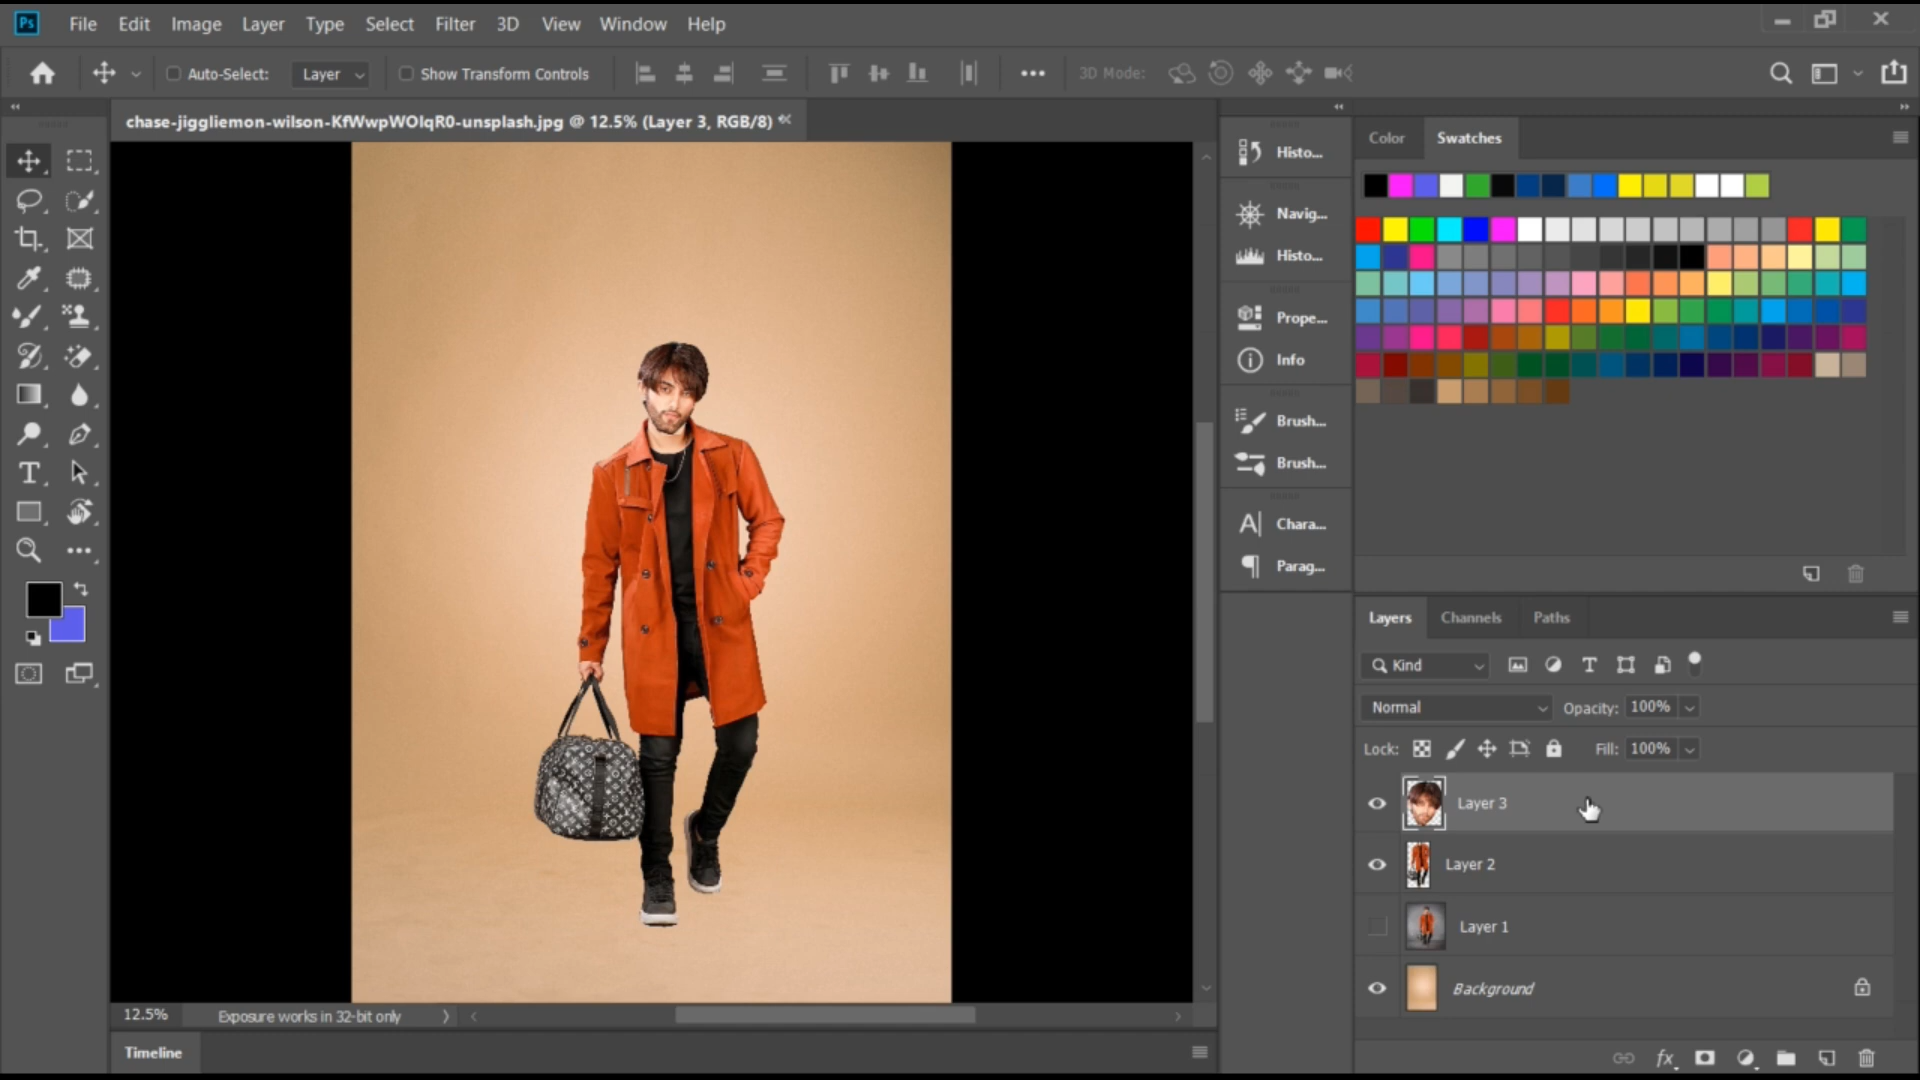 Ps File Edit Image Layer Type Select Filter 3D View Window Help
Auto-Select: Layer Show Transform Controls 3D Mode:
chase-jiggliemon-wilson-KfWwpWOlqR0-unsplash.jpg @ 12.5% (Layer 3, RGB/8) *
Histo...
Navig...
Histo...
Prope...
Info
Brush...
Brush...
Chara...
Parag...
Color Swatches
Layers Channels Paths
Kind
Normal Opacity: 100%
Lock: Fill: 100%
Layer 3
Layer 2
Layer 1
Background
12.5% Exposure works in 32-bit only
Timeline
fx